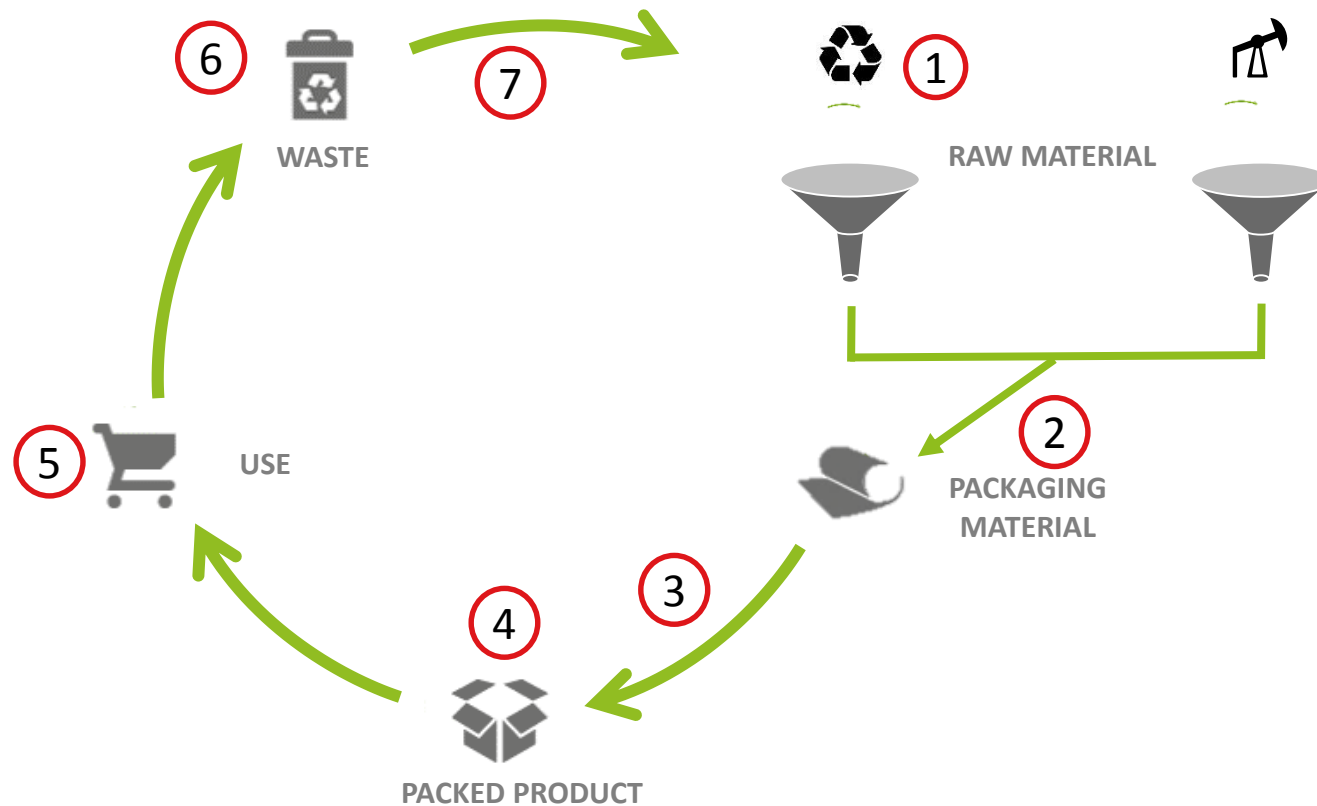 6
7
1
WASTE
RAW MATERIAL
2
5
USE
PACKAGING
MATERIAL
3
4
PACKED PRODUCT